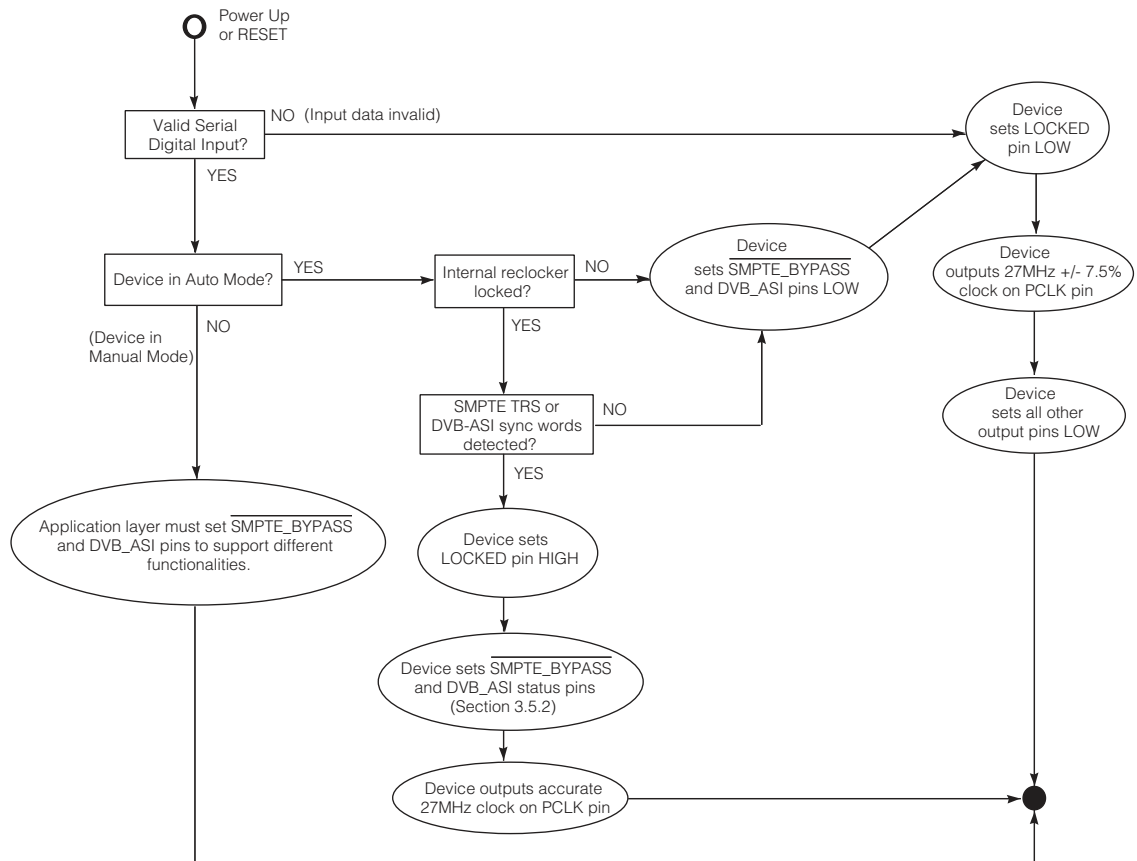 Power Up
or RESET
Valid Serial
Digital Input?
NO (Input data invalid)
YES
Device
sets LOCKED
pin LOW
Device in Auto Mode?
YES
NO
(Device in
Manual Mode)
Internal reclocker
locked?
NO
YES
Device
sets SMPTE_BYPASS
and DVB_ASI pins LOW
Device
outputs 27MHz +/- 7.5%
clock on PCLK pin
SMPTE TRS or
DVB-ASI sync words
detected?
NO
YES
Device
sets all other
output pins LOW
Application layer must set SMPTE_BYPASS
and DVB_ASI pins to support different
functionalities.
Device sets
LOCKED pin HIGH
Device sets SMPTE_BYPASS
and DVB_ASI status pins
(Section 3.5.2)
Device outputs accurate
27MHz clock on PCLK pin